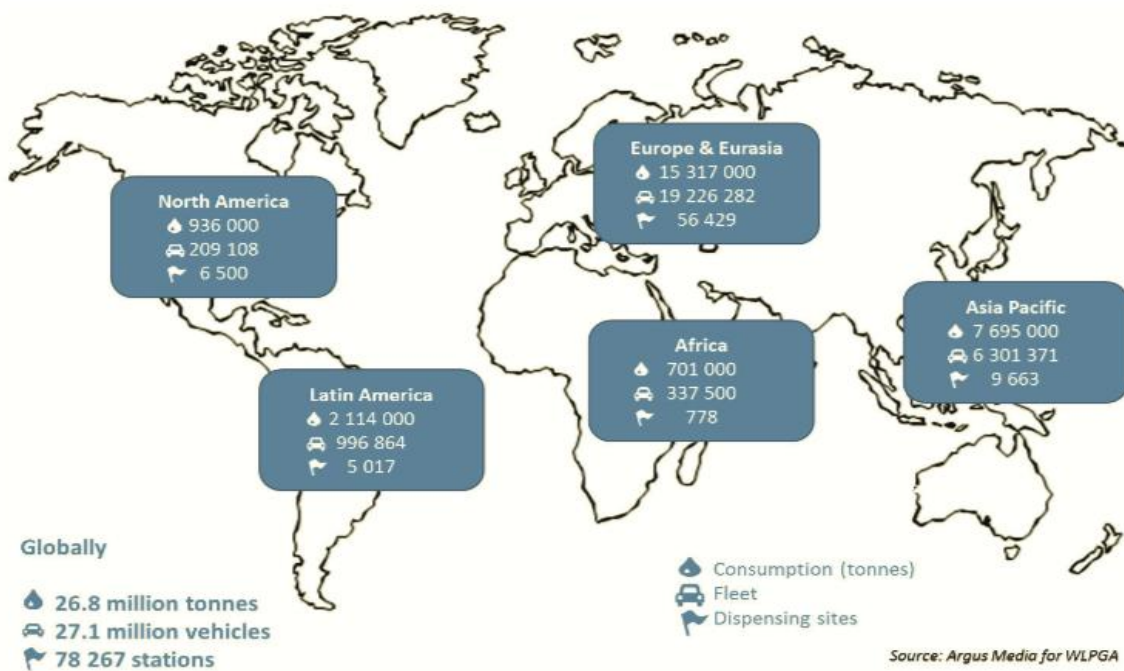 Europe & Eurasia
15 317 000
19 226 282
56 429
North America
936 000
209 108
6 500
Asia Pacific
7 695 000
6 301 371
9 663
Africa
701 000
337 500
778
Latin America
2 114 000
996 864
5 017
Globally
26.8 million tonnes
27.1 million vehicles
78 267 stations
Consumption (tonnes)
Fleet
Dispensing sites
Source: Argus Media for WLPGA